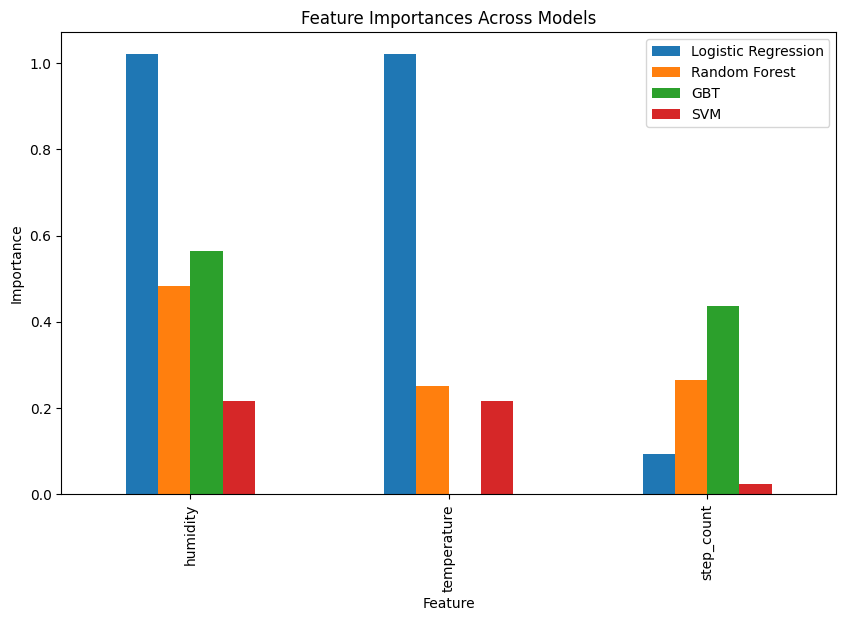 Feature Importances Across Models
Logistic Regression
Random Forest
GBT
SVM
Importance
1.0
0.8
0.6
0.4
0.2
0.0
humidity
temperature
step_count
Feature